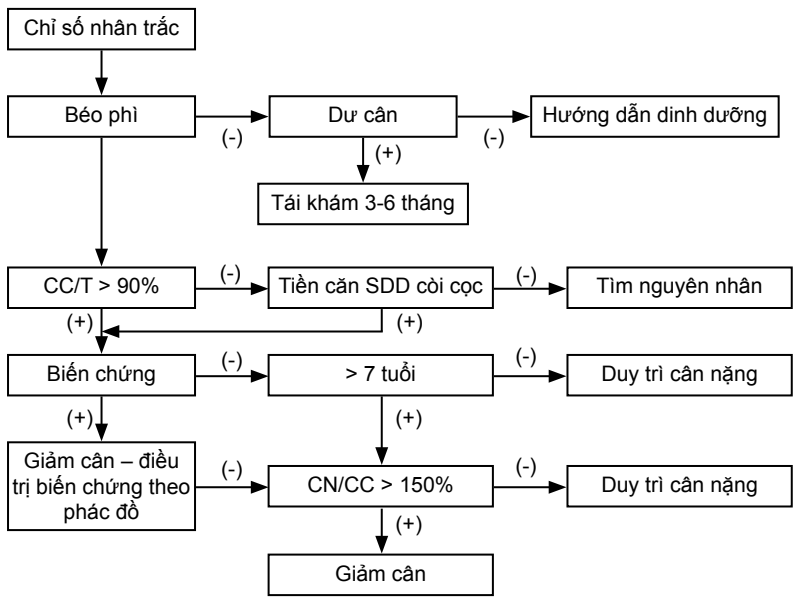 Chỉ số nhân trắc
Béo phì
(-)
Dư cân
(-)
Hướng dẫn dinh dưỡng
(+)
Tái khám 3-6 tháng
CC/T > 90%
(-)
Tiền căn SDD còi cọc
(-)
Tìm nguyên nhân
(+)
(+)
Biến chứng
(-)
> 7 tuổi
(-)
Duy trì cân nặng
(+)
(+)
Giảm cân – điều
trị biến chứng theo
phác đồ
(-)
CN/CC > 150%
(-)
Duy trì cân nặng
(+)
Giảm cân